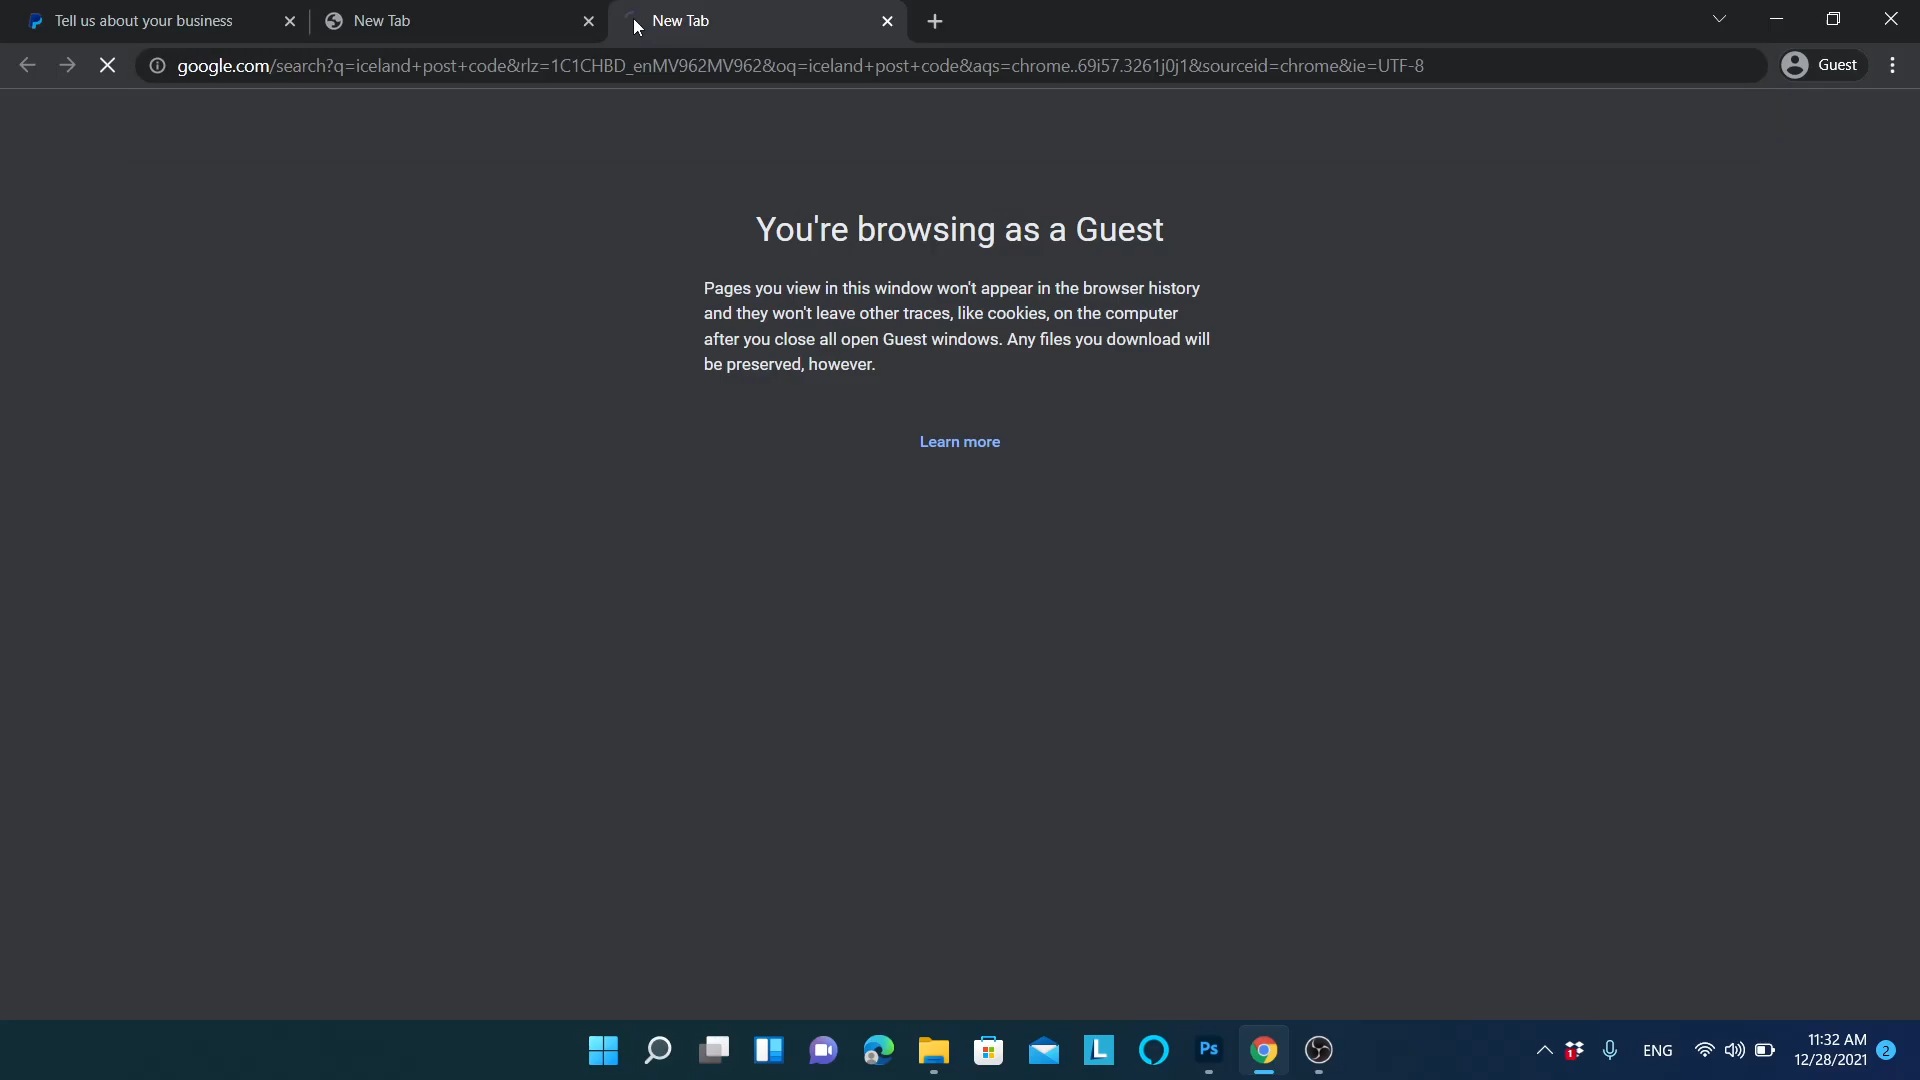 Tell us about your business
New Tab
New Tab
google.com/search?q=iceland+post+code&rlz=1C1CHBD_enMV962MV962&oq=iceland+post+code&aqs=chrome..69i57.3261j0j1&sourceid=chrome&ie=UTF-8
Guest
You're browsing as a Guest
Pages you view in this window won't appear in the browser history
and they won't leave other traces, like cookies, on the computer
after you close all open Guest windows. Any files you download will
be preserved, however.
Learn more
L
Ps
1
ENG
11:32 AM
12/28/2021
2